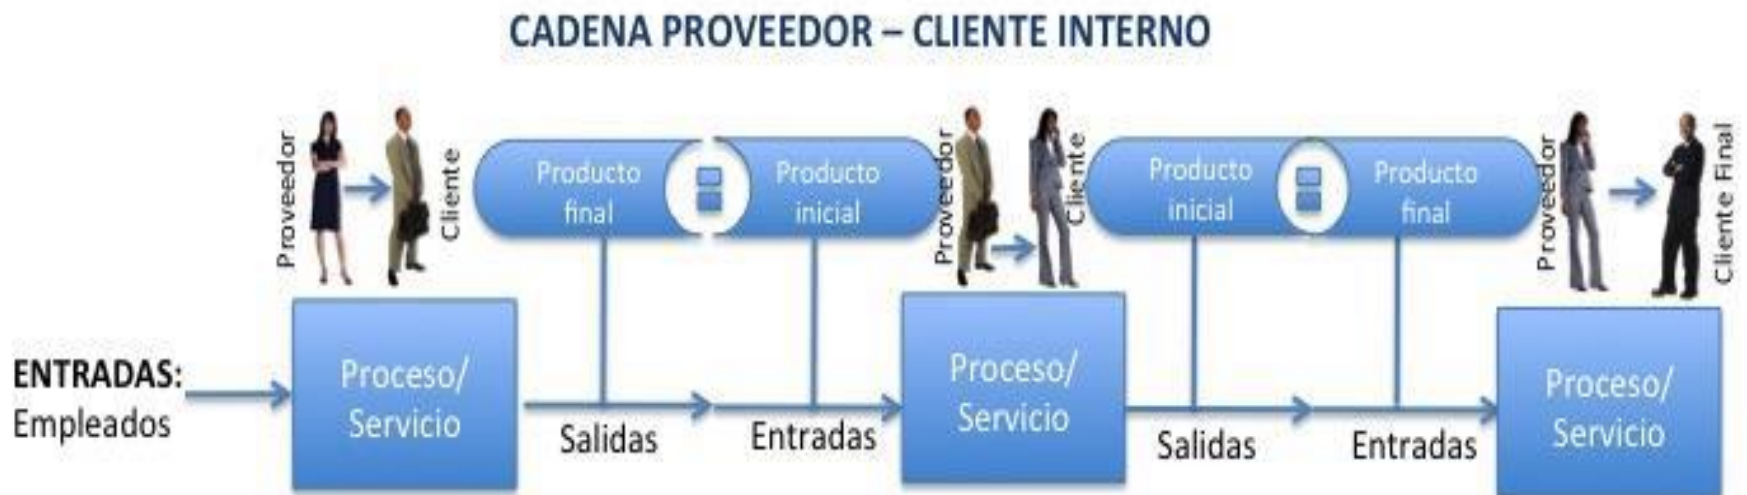 CADENA PROVEEDOR – CLIENTE INTERNO
Proveedor
Cliente
Producto
final
Producto
inicial
Proveedor
Cliente
Producto
inicial
Producto
final
Proveedor
Cliente Final
ENTRADAS:
Empleados
Proceso/
Servicio
Salidas
Entradas
Proceso/
Servicio
Salidas
Entradas
Proceso/
Servicio